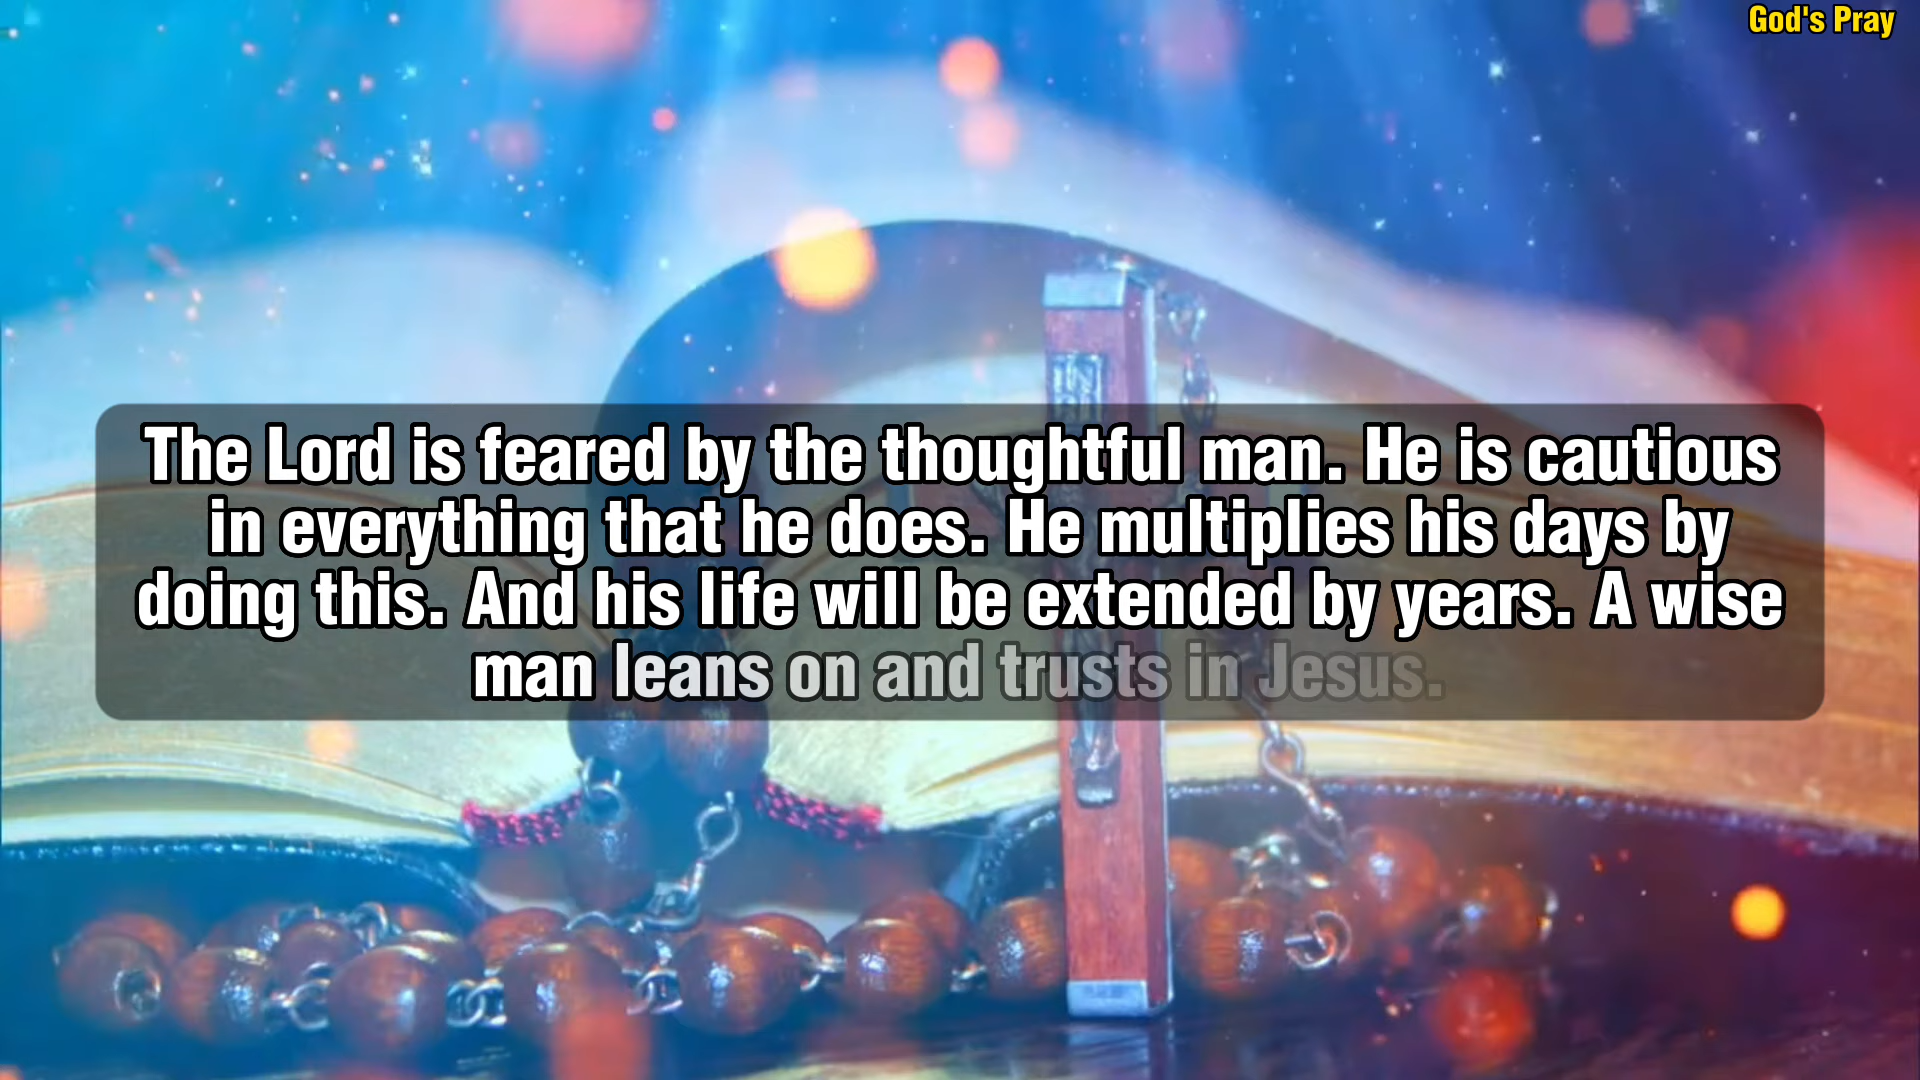 God's Pray
The Lord is feared by the thoughtful man. He is cautious
in everything that he does. He multiplies his days by
doing this. And his life will be extended by years. A wise
man leans on and trusts in Jesus.